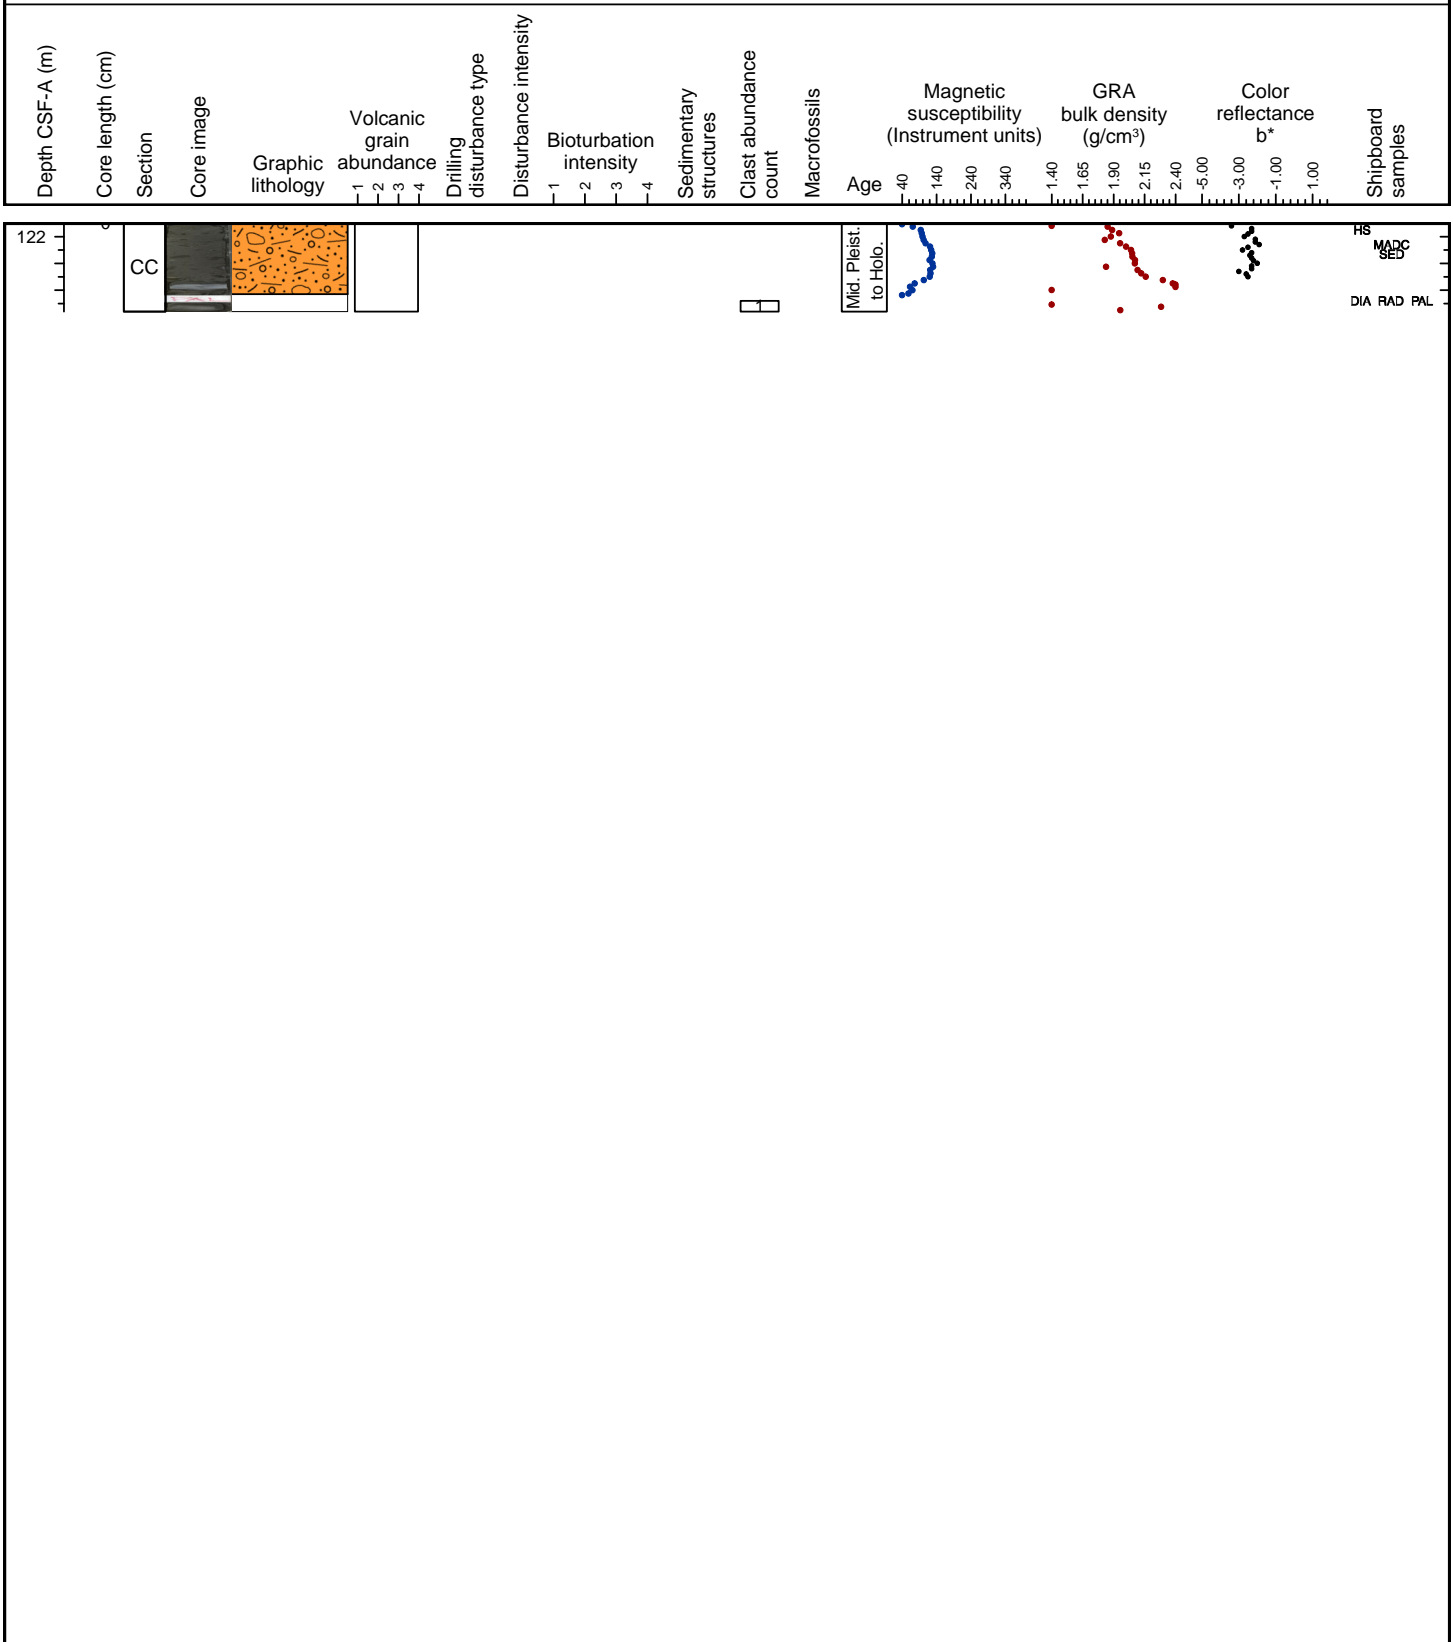 Depth CSF-A (m)
Core length (cm)
Section
Core image
Graphic
lithology
Volcanic
grain
abundance
1 2 3 4
Drilling
disturbance type
Disturbance intensity
Bioturbation
intensity
1 2 3 4
Sedimentary
structures
Clast abundance
count
Macrofossils
Age
Magnetic
susceptibility
(Instrument units)
40 140 240 340
GRA
bulk density
(g/cm³)
1.40 1.65 1.90 2.15 2.40
Color
reflectance
b*
-5.00 -3.00 -1.00 1.00
Shipboard
samples
122
0
CC
1
Mid. Pleist.
to Holo.
HS
MADC
SED
DIA RAD PAL